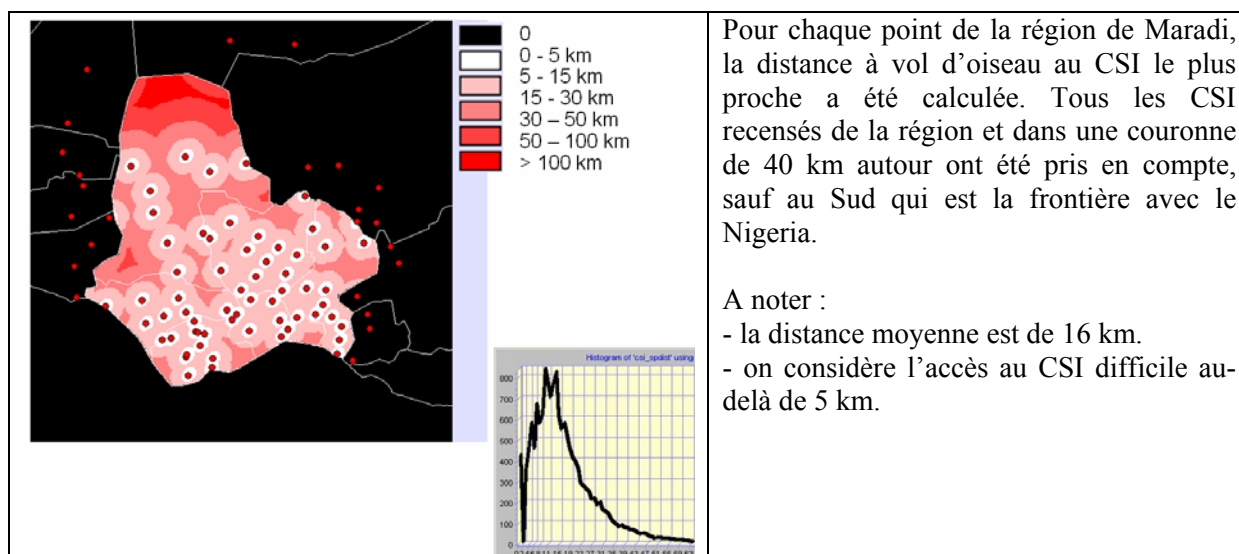 0
0 - 5 km
5 - 15 km
15 - 30 km
30 – 50 km
50 – 100 km
> 100 km
Histogram of 'csi_spdist' using
800
700
600
500
400
300
200
100
0
Pour chaque point de la région de Maradi,
la distance à vol d’oiseau au CSI le plus
proche a été calculée. Tous les CSI
recensés de la région et dans une couronne
de 40 km autour ont été pris en compte,
sauf au Sud qui est la frontière avec le
Nigeria.
A noter :
- la distance moyenne est de 16 km.
- on considère l’accès au CSI difficile au-
delà de 5 km.